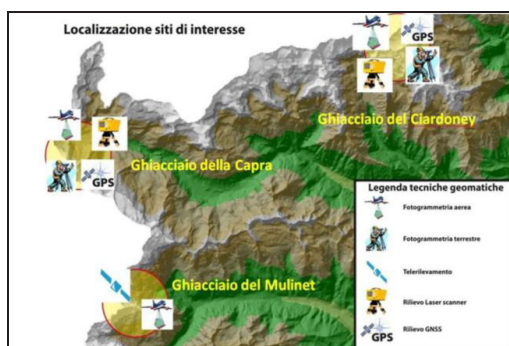 Localizzazione siti di interesse
GPS
Ghiacciaio del Ciardoney
Ghiacciaio della Capra
GPS
Ghiacciaio del Mulinet
Legenda tecniche geomatiche
Fotogrammetria aerea
Fotogrammetria terrestre
Telerilevamento
Rilievo Laser scanner
GPS
Rilievo GNSS